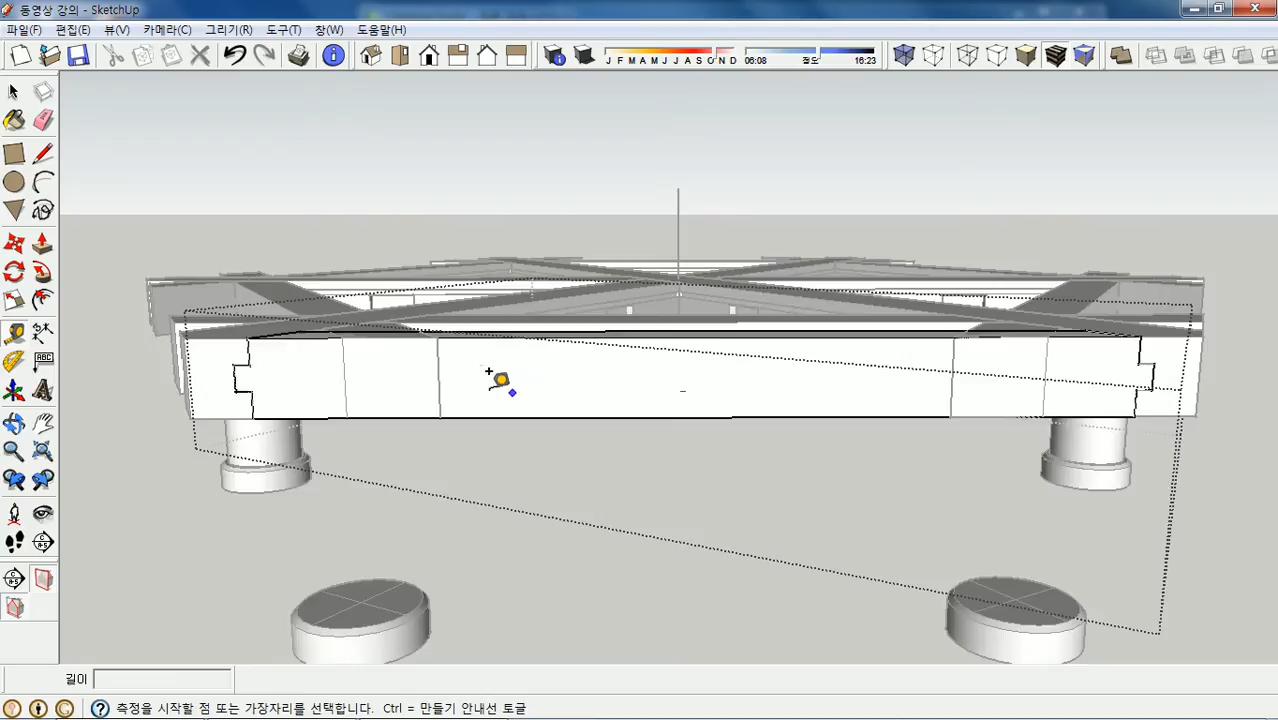 동영상 강의 - SketchUp
파일(F) 편집(E) 뷰(V) 카메라(C) 그리기(R) 도구(T) 창(W) 도움말(H)
J F M A M J J A S O N D 06:08 정오 16:23
ABC
길이
측정을 시작할 점 또는 가장자리를 선택합니다. Ctrl = 만들기 안내선 토글